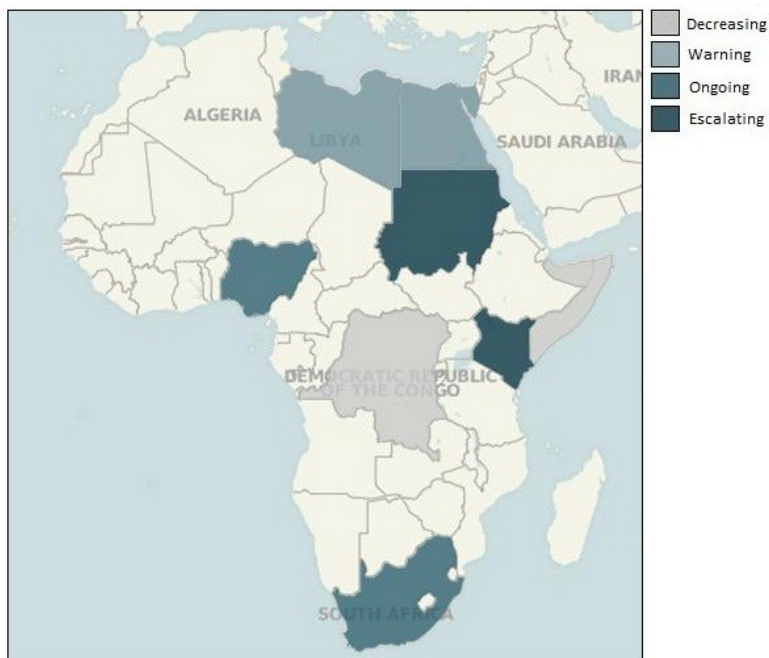 Decreasing
Warning
Ongoing
Escalating
IRAN
ALGERIA
LIBYA
SAUDI ARABIA
DEMOCRATIC REPUBLIC
OF THE CONGO
SOUTH AFRICA